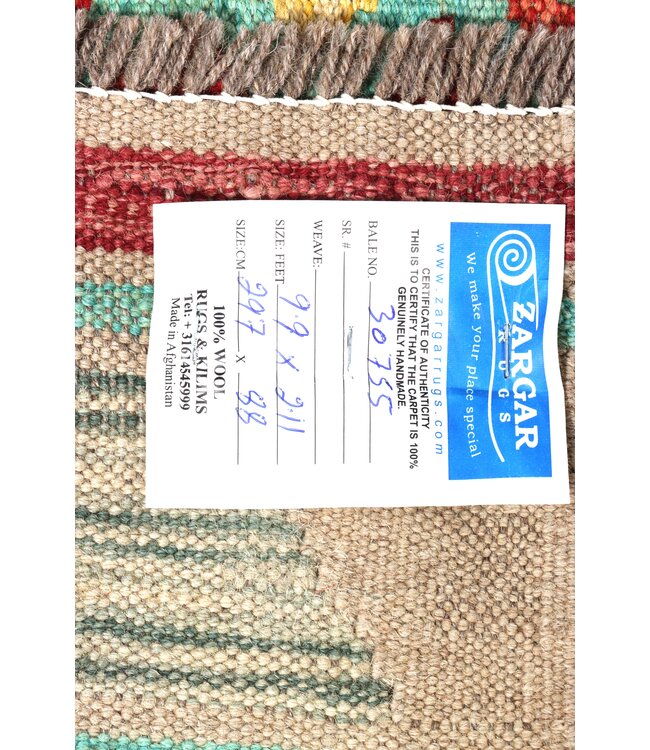 ZARGAR
RUGS
We make your place special
www.zargarrugs.com
CERTIFICATE OF AUTHENTICITY
THIS IS TO CERTIFY THAT THE CARPET IS 100%
GENUINELY HANDMADE.
BALE NO. 30755
SR. #
WEAVE:
SIZE: FEET 9.9 X 2.11
SIZE:CM 297 X 88
100% WOOL
RUGS & KILIMS
Tel: + 31614545999
Made in Afghanistan